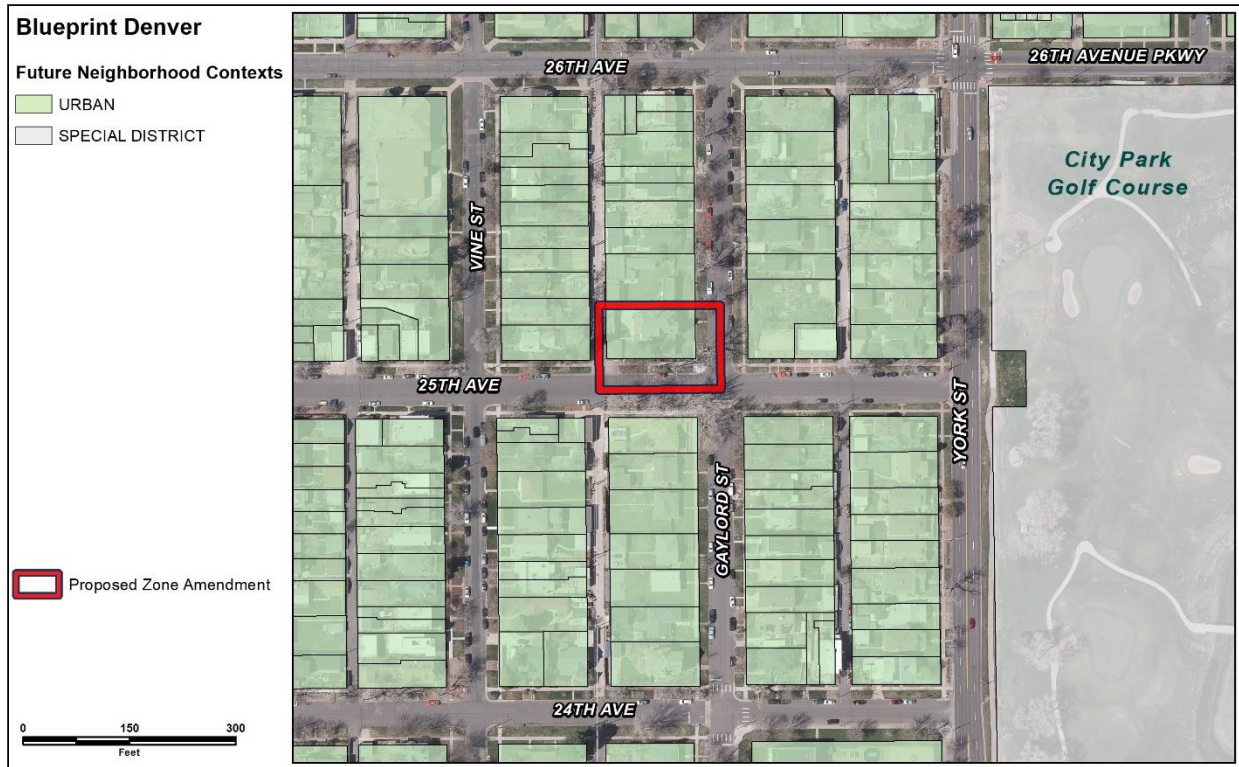 Blueprint Denver
Future Neighborhood Contexts
URBAN
SPECIAL DISTRICT
Proposed Zone Amendment
0 150 300
Feet
26TH AVE
26TH AVENUE PKWY
City Park
Golf Course
VINE ST
25TH AVE
YORK ST
GAYLORD ST
24TH AVE